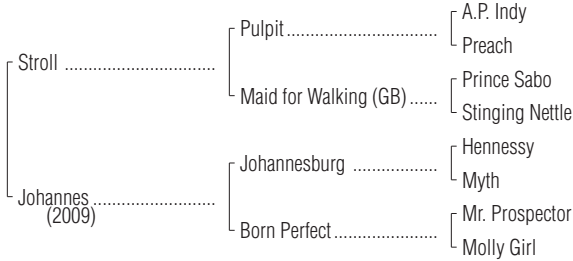 A.P. Indy
Pulpit
Preach
Stroll
Prince Sabo
Maid for Walking (GB)
Stinging Nettle
Hennessy
Johannesburg
Myth
Johannes
(2009)
Mr. Prospector
Born Perfect
Molly Girl